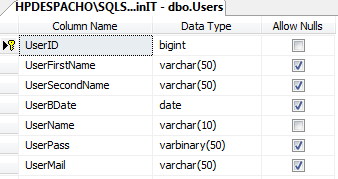 HPDESPACHO\SQLS...inIT - dbo.Users
Column Name Data Type Allow Nulls
UserID bigint
UserFirstName varchar(50)
UserSecondName varchar(50)
UserBDate date
UserName varchar(10)
UserPass varbinary(50)
UserMail varchar(50)